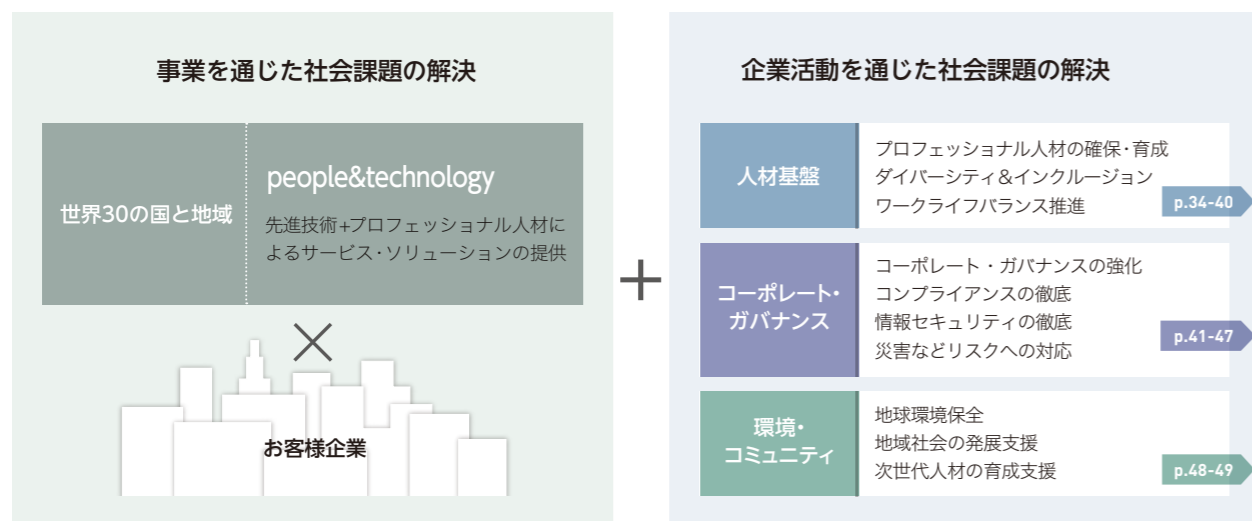 事業を通じた社会課題の解決
世界30の国と地域
people&technology
先進技術+プロフェッショナル人材に
よるサービス・ソリューションの提供
×
お客様企業
+
企業活動を通じた社会課題の解決
人材基盤
プロフェッショナル人材の確保・育成
ダイバーシティ&インクルージョン
ワークライフバランス推進
p.34-40
コーポレート・
ガバナンス
コーポレート・ガバナンスの強化
コンプライアンスの徹底
情報セキュリティの徹底
災害などリスクへの対応
p.41-47
環境・
コミュニティ
地球環境保全
地域社会の発展支援
次世代人材の育成支援
p.48-49